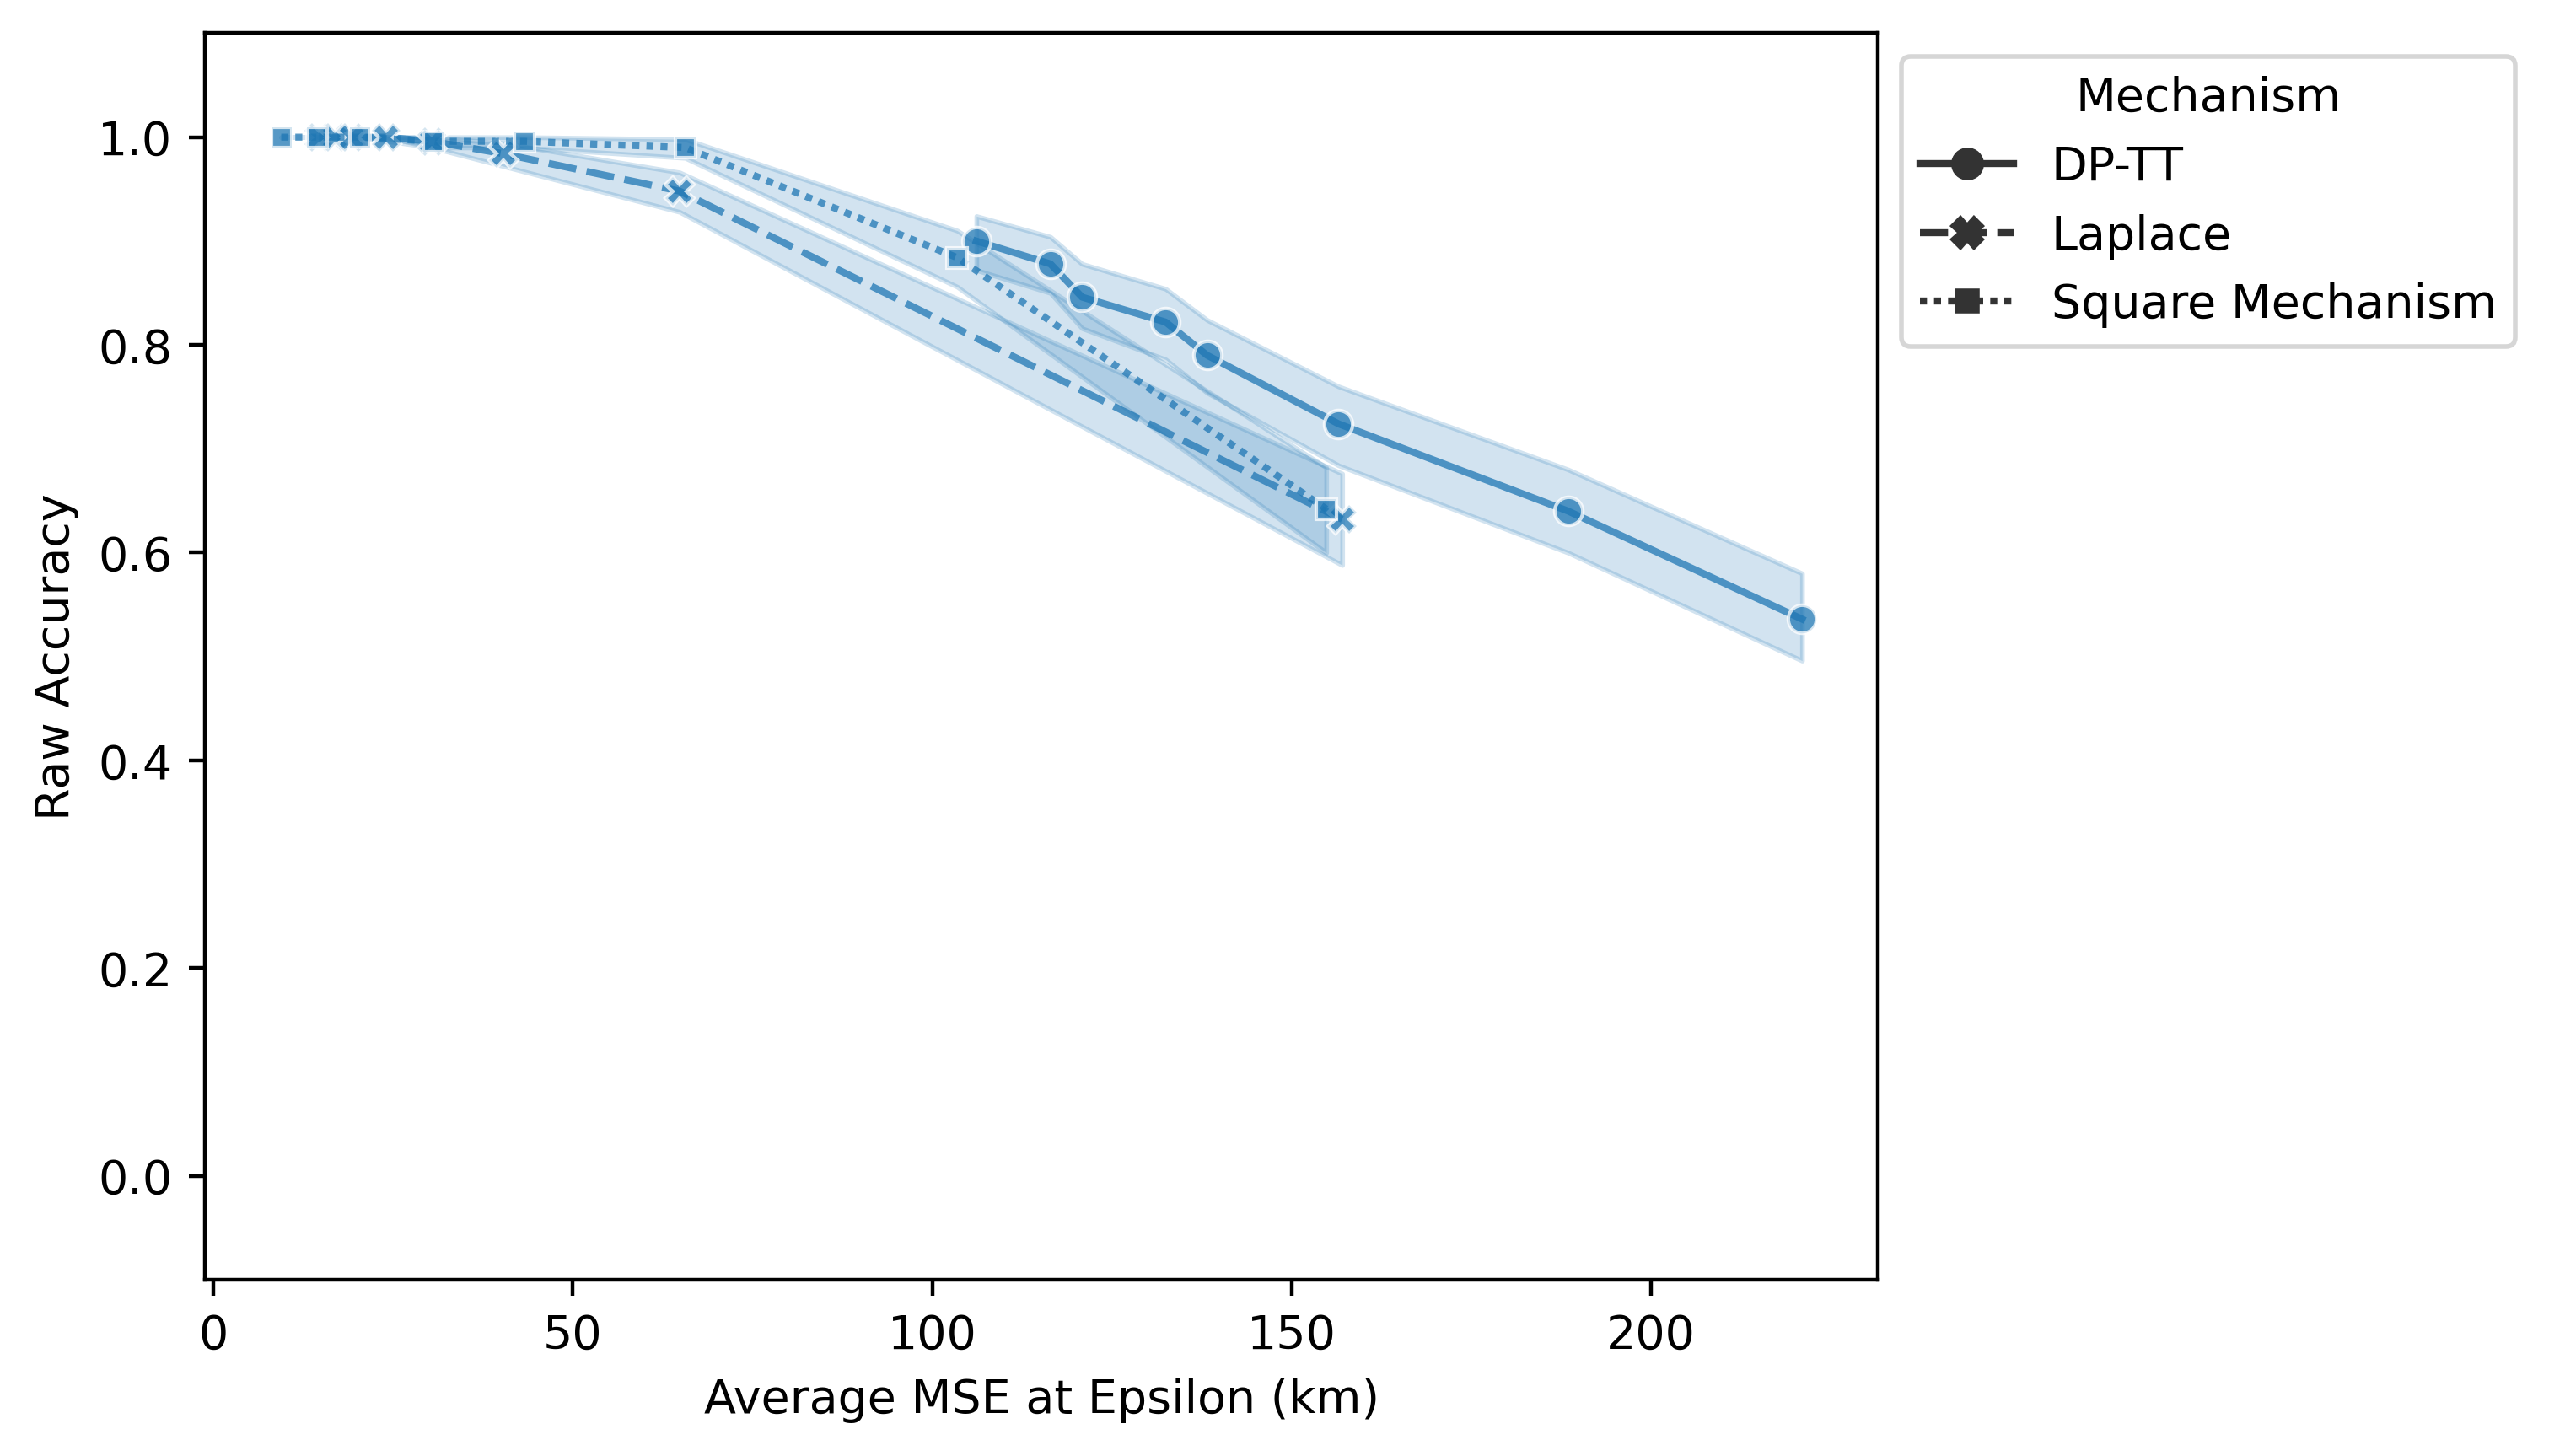 Mechanism
DP-TT
Laplace
Square Mechanism
Raw Accuracy
1.0
0.8
0.6
0.4
0.2
0.0
0 50 100 150 200
Average MSE at Epsilon (km)